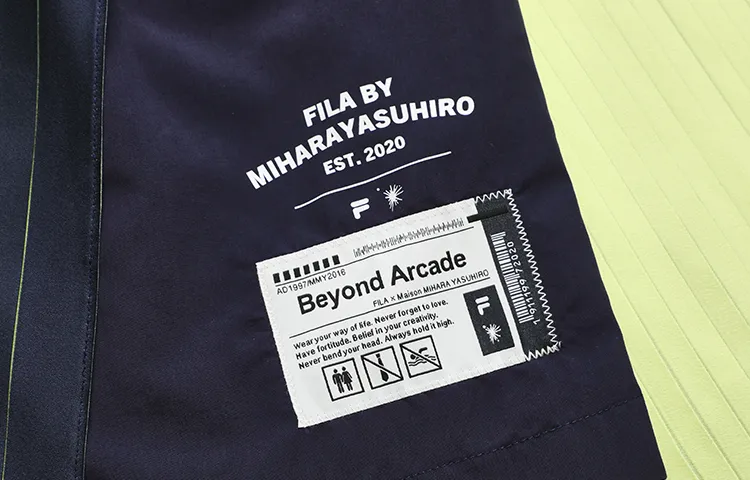 FILA BY
MIHARAYASUHIRO
EST. 2020
AD1997/MMY2016
Beyond Arcade
FILA × Maison MIHARA YASUHIRO
Wear your way of life. Never forget to love.
Have fortitude. Belief in your creativity.
Never bend your head. Always hold it high.